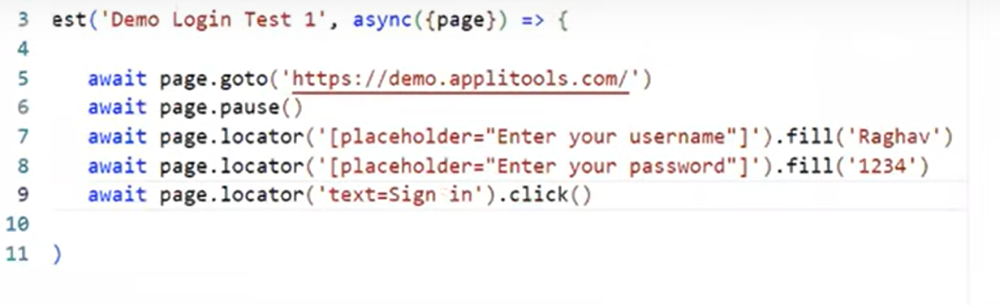 3 est('Demo Login Test 1', async({page}) => {
4
5 await page.goto('https://demo.applitools.com/')
6 await page.pause()
7 await page.locator('[placeholder="Enter your username"]').fill('Raghav')
8 await page.locator('[placeholder="Enter your password"]').fill('1234')
9 await page.locator('text=Sign in').click()
10
11 )